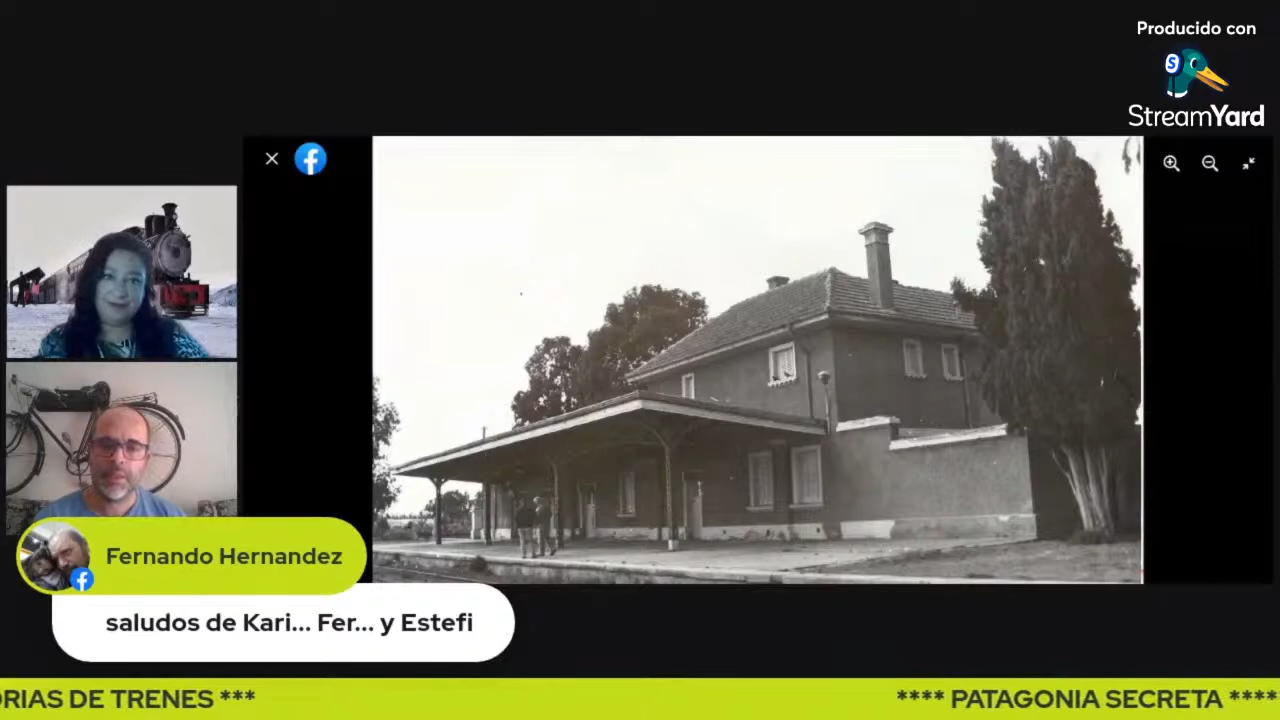 Producido con
StreamYard
Fernando Hernandez
saludos de Kari... Fer... y Estefi
ORIAS DE TRENES ***
**** PATAGONIA SECRETA ****